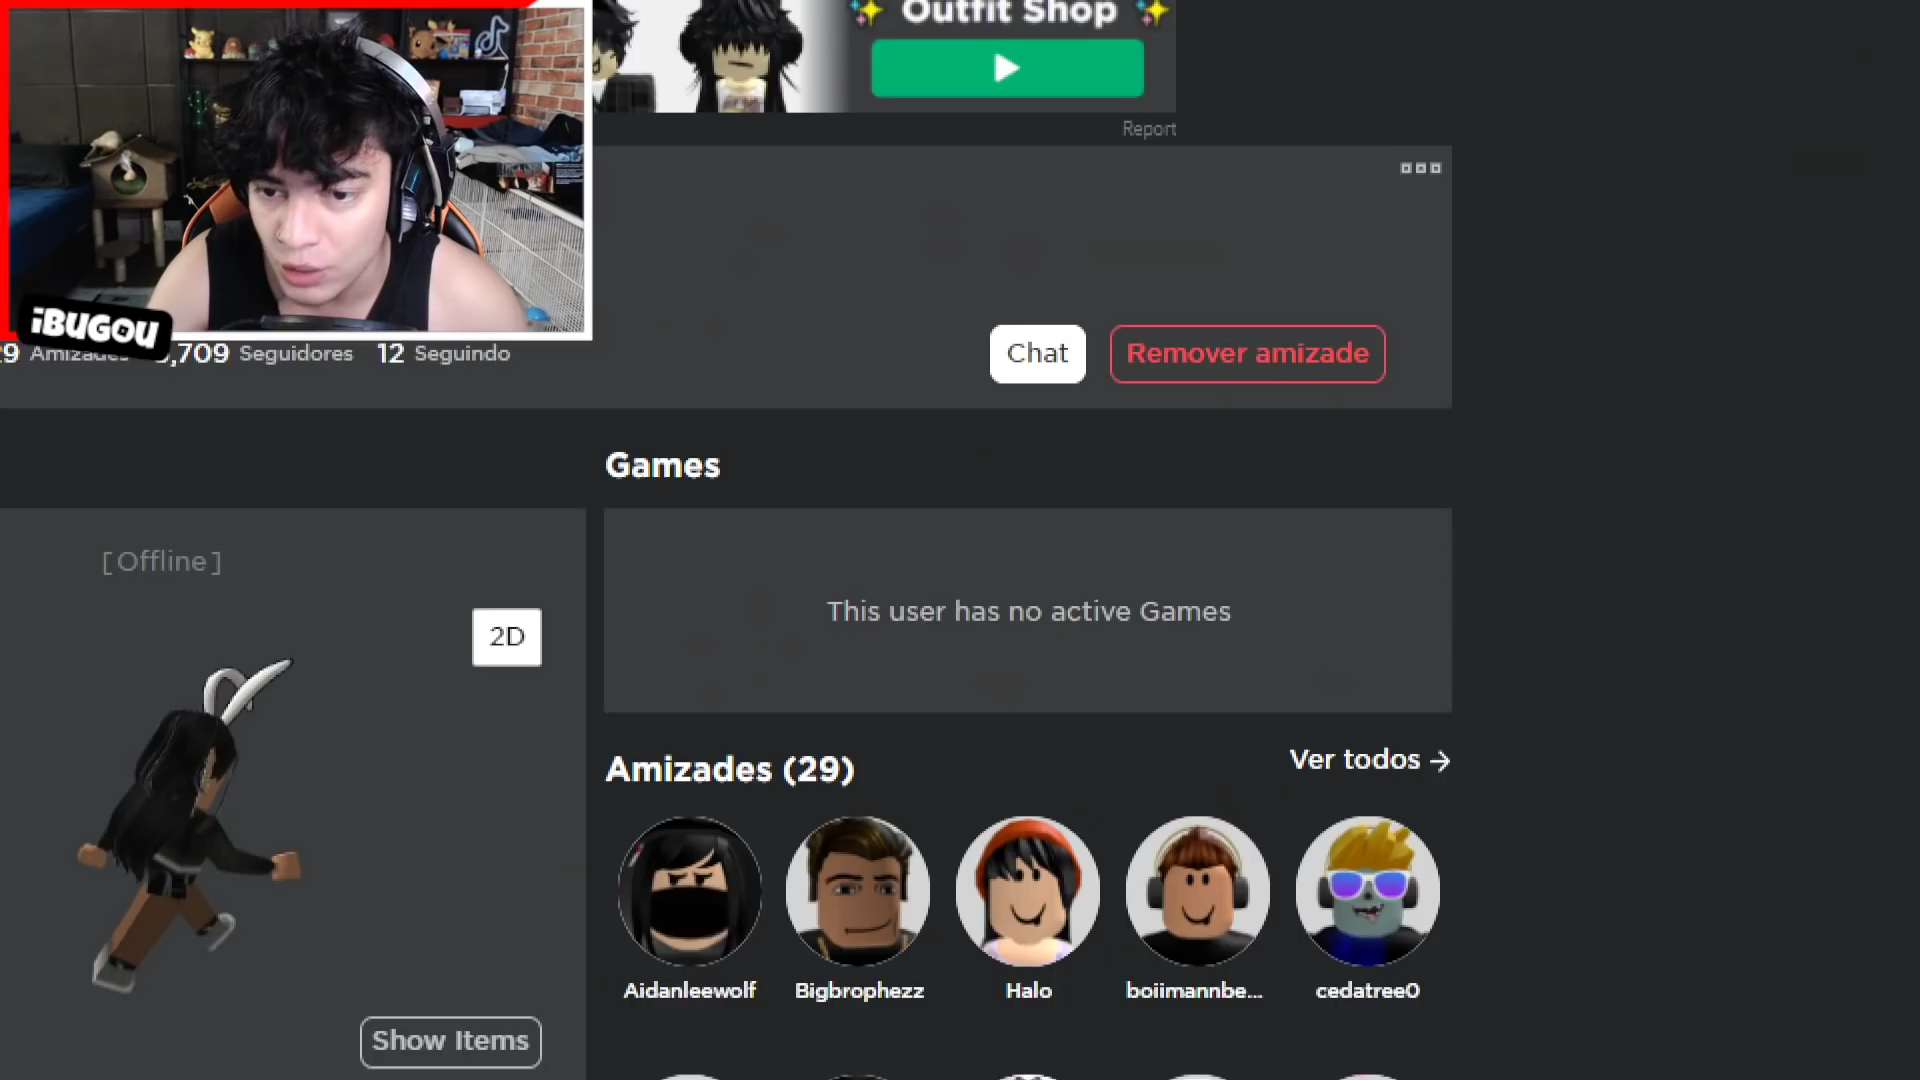 Outfit Shop
Report
iBUGOU
Amizades
,709 Seguidores
12 Seguindo
Chat
Remover amizade
Games
[Offline]
2D
This user has no active Games
Amizades (29)
Ver todos →
Aidanleewolf
Bigbrophezz
Halo
boiimannbe...
cedatree0
Show Items